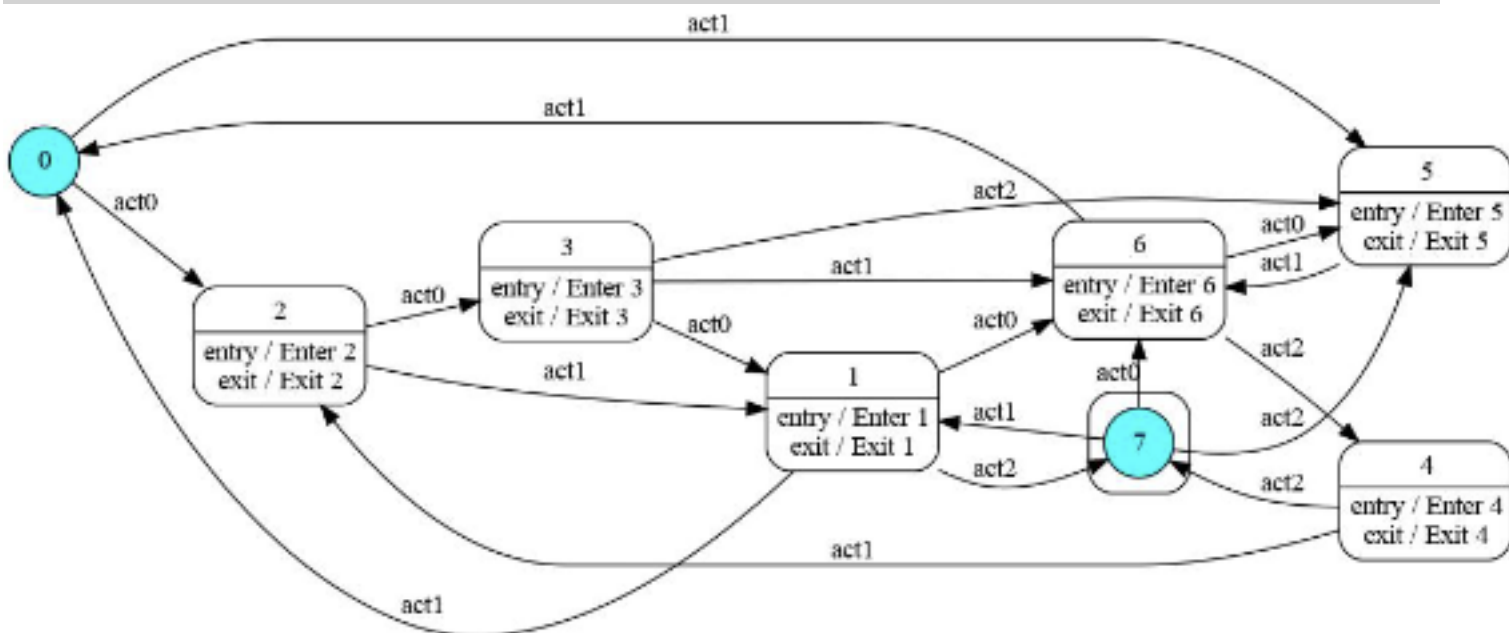 act1
act1
0
act0
5
entry / Enter 5
exit / Exit 5
act2
3
entry / Enter 3
exit / Exit 3
6
entry / Enter 6
exit / Exit 6
act0
act1
act1
2
entry / Enter 2
exit / Exit 2
act0
act0
act0
act2
act1
1
entry / Enter 1
exit / Exit 1
act0
act1
7
act2
act2
4
entry / Enter 4
exit / Exit 4
act2
act1
act1